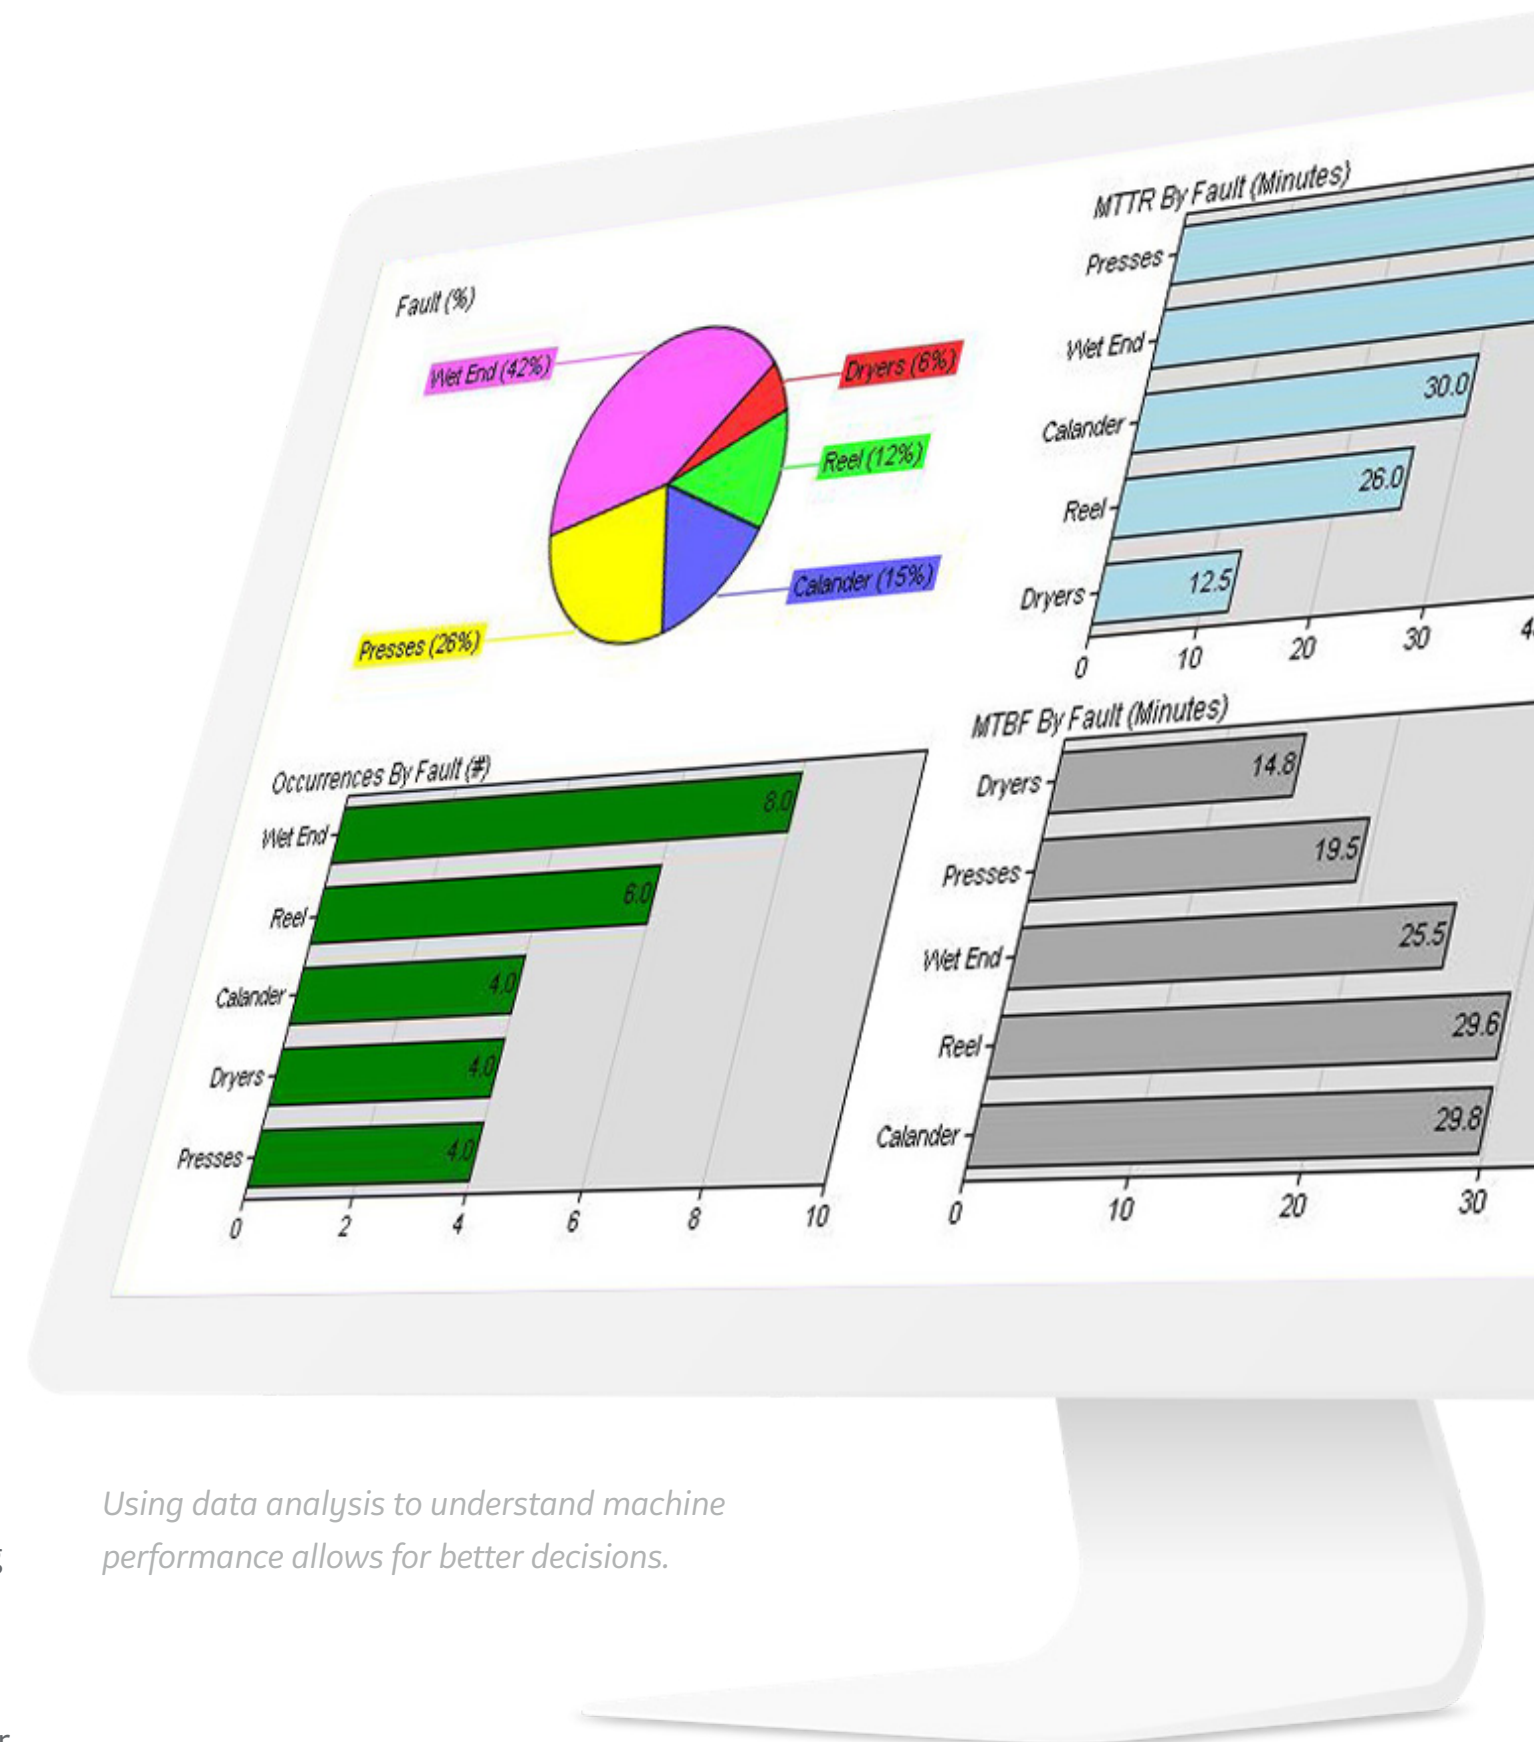 Fault (%)
Wet End (42%)
Dryers (6%)
Reel (12%)
Calander (15%)
Presses (26%)
MTTR By Fault (Minutes)
Presses
Wet End
Calander
30.0
Reel
26.0
Dryers
12.5
0 10 20 30
Occurrences By Fault (#)
Wet End
8.0
Reel
6.0
Calander
4.0
Dryers
4.0
Presses
4.0
0 2 4 6 8 10
MTBF By Fault (Minutes)
Dryers
14.8
Presses
19.5
Wet End
25.5
Reel
29.6
Calander
29.8
0 10 20 30
Using data analysis to understand machine
performance allows for better decisions.